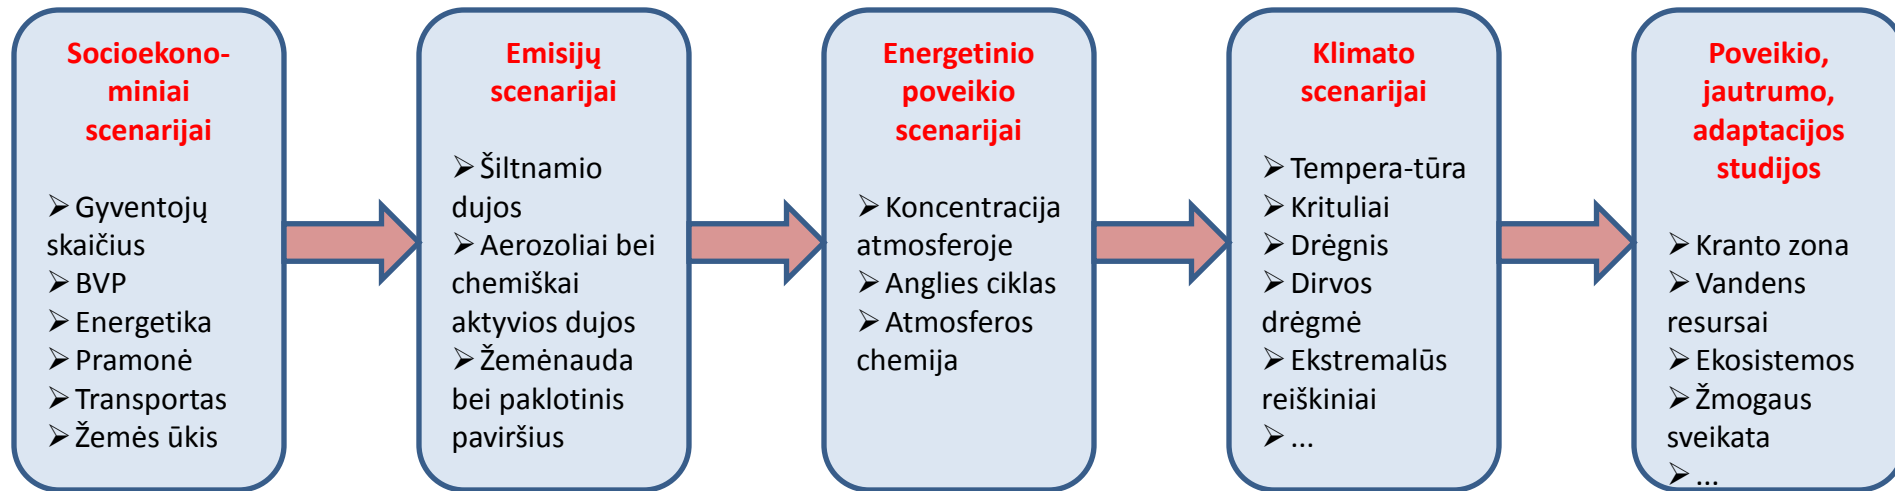 Socioekono-
miniai
scenarijai
➢Gyventojų
skaičius
➢BVP
➢Energetika
➢Pramonė
➢Transportas
➢Žemės ūkis
Emisijų
scenarijai
➢Šiltnamio
dujos
➢Aerozoliai bei
chemiškai
aktyvios dujos
➢Žemėnauda
bei paklotinis
paviršius
Energetinio
poveikio
scenarijai
➢Koncentracija
atmosferoje
➢Anglies ciklas
➢Atmosferos
chemija
Klimato
scenarijai
➢Tempera-tūra
➢Krituliai
➢Drėgnis
➢Dirvos
drėgmė
➢Ekstremalūs
reiškiniai
➢...
Poveikio,
jautrumo,
adaptacijos
studijos
➢Kranto zona
➢Vandens
resursai
➢Ekosistemos
➢Žmogaus
sveikata
➢...